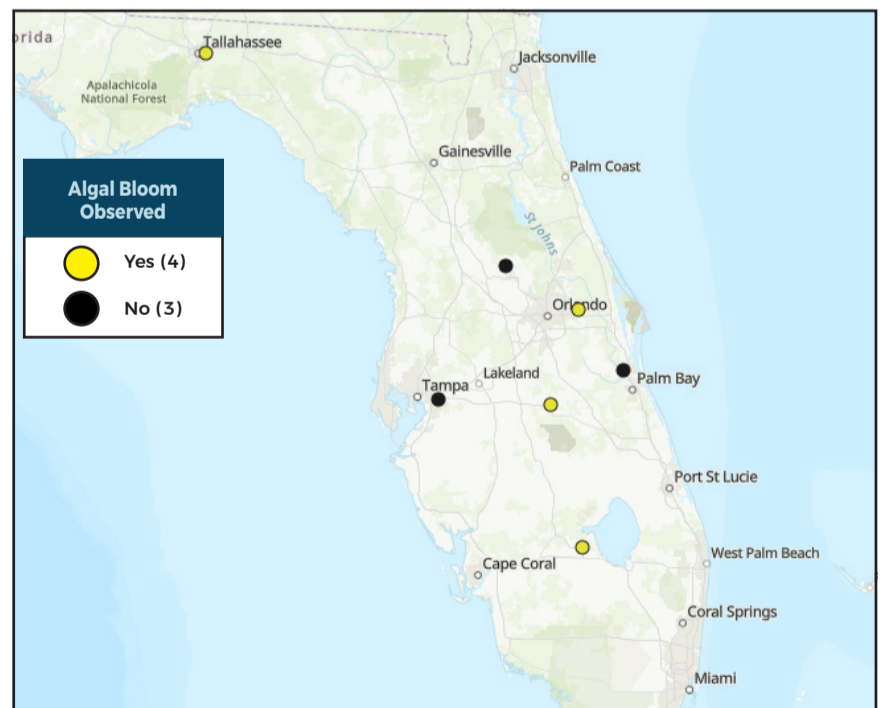 orida
Tallahassee
Jacksonville
Apalachicola
National Forest
Gainesville
Palm Coast
Algal Bloom
Observed
Yes (4)
No (3)
St Johns
Orlando
Lakeland
Tampa
Palm Bay
Port St Lucie
West Palm Beach
Cape Coral
Coral Springs
Miami